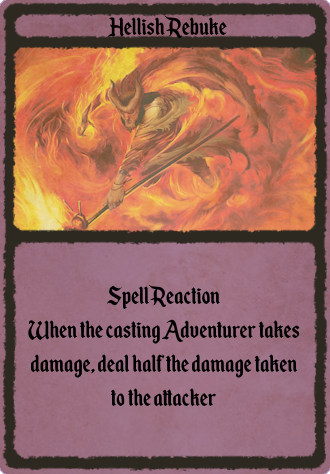 Hellish Rebuke
Spell Reaction
When the casting Adventurer takes
damage, deal half the damage taken
to the attacker